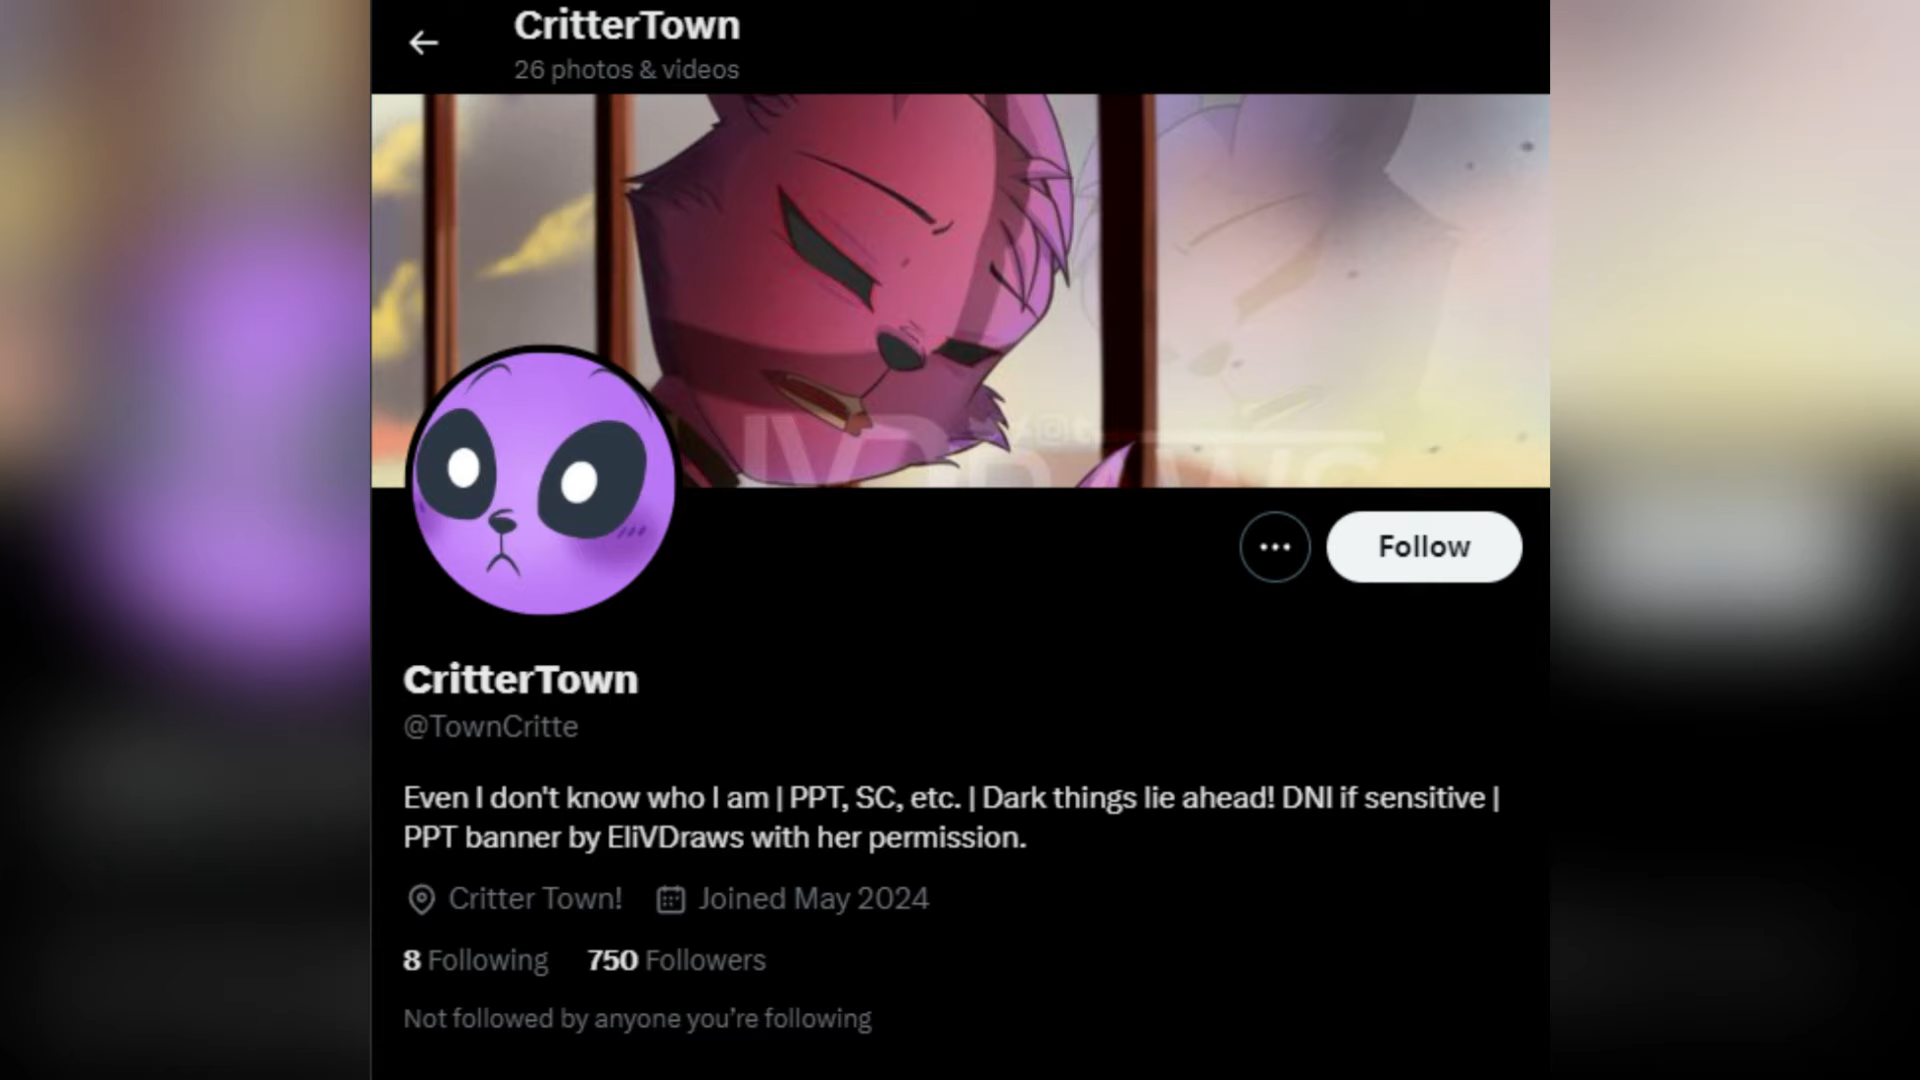 CritterTown
26 photos & videos
Follow
CritterTown
@TownCritte
Even I don't know who I am | PPT, SC, etc. | Dark things lie ahead! DNI if sensitive |
PPT banner by EliVDraws with her permission.
Critter Town! Joined May 2024
8 Following 750 Followers
Not followed by anyone you’re following